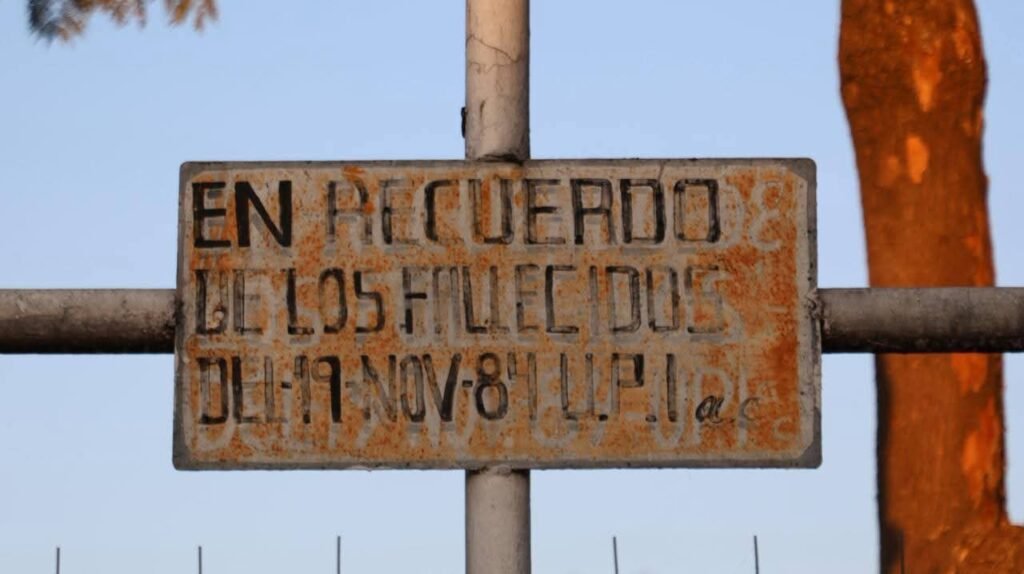 EN RECUERDO
DE LOS FALLECIDOS
DEL-19-NOV-84 U.P.I a.c